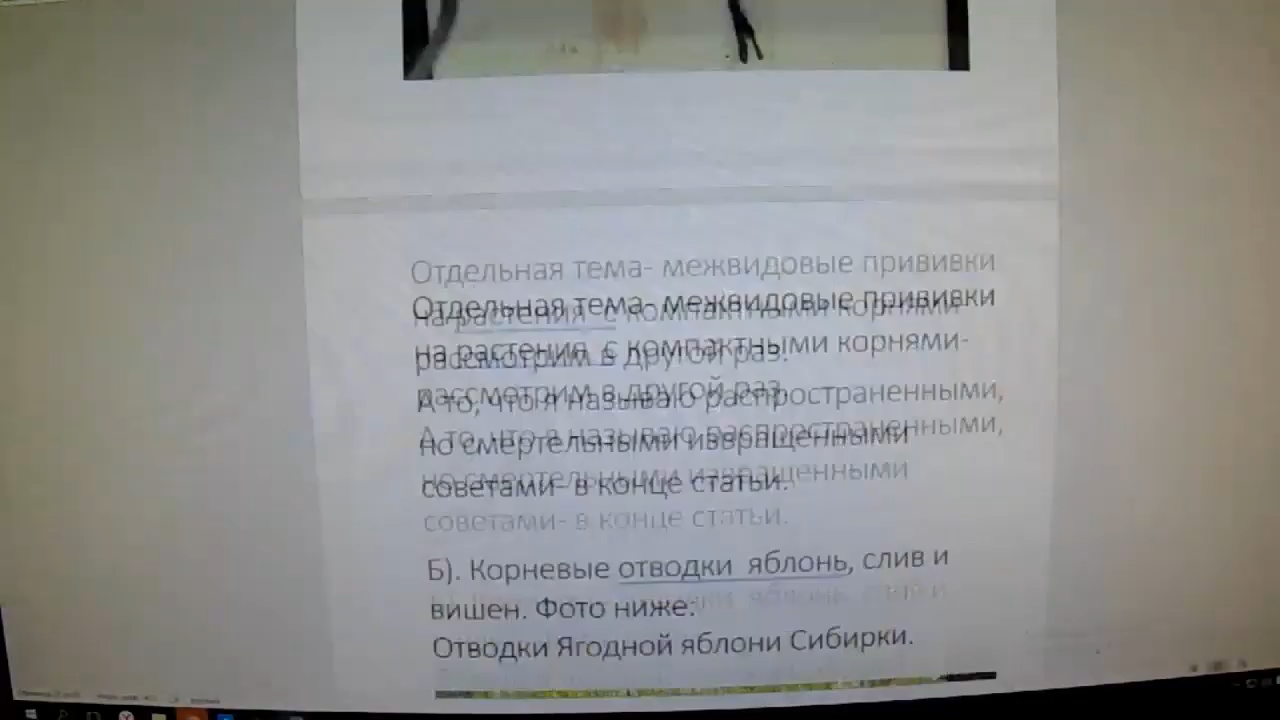 Отдельная тема- межвидовые прививки
на растения  с компактными корнями-
рассмотрим в другой раз.
А то, что я называю распространенными,
но смертельными извращенными
советами- в конце статьи.
Б). Корневые отводки  яблонь, слив и
вишен. Фото ниже:
Отводки Ягодной яблони Сибирки.